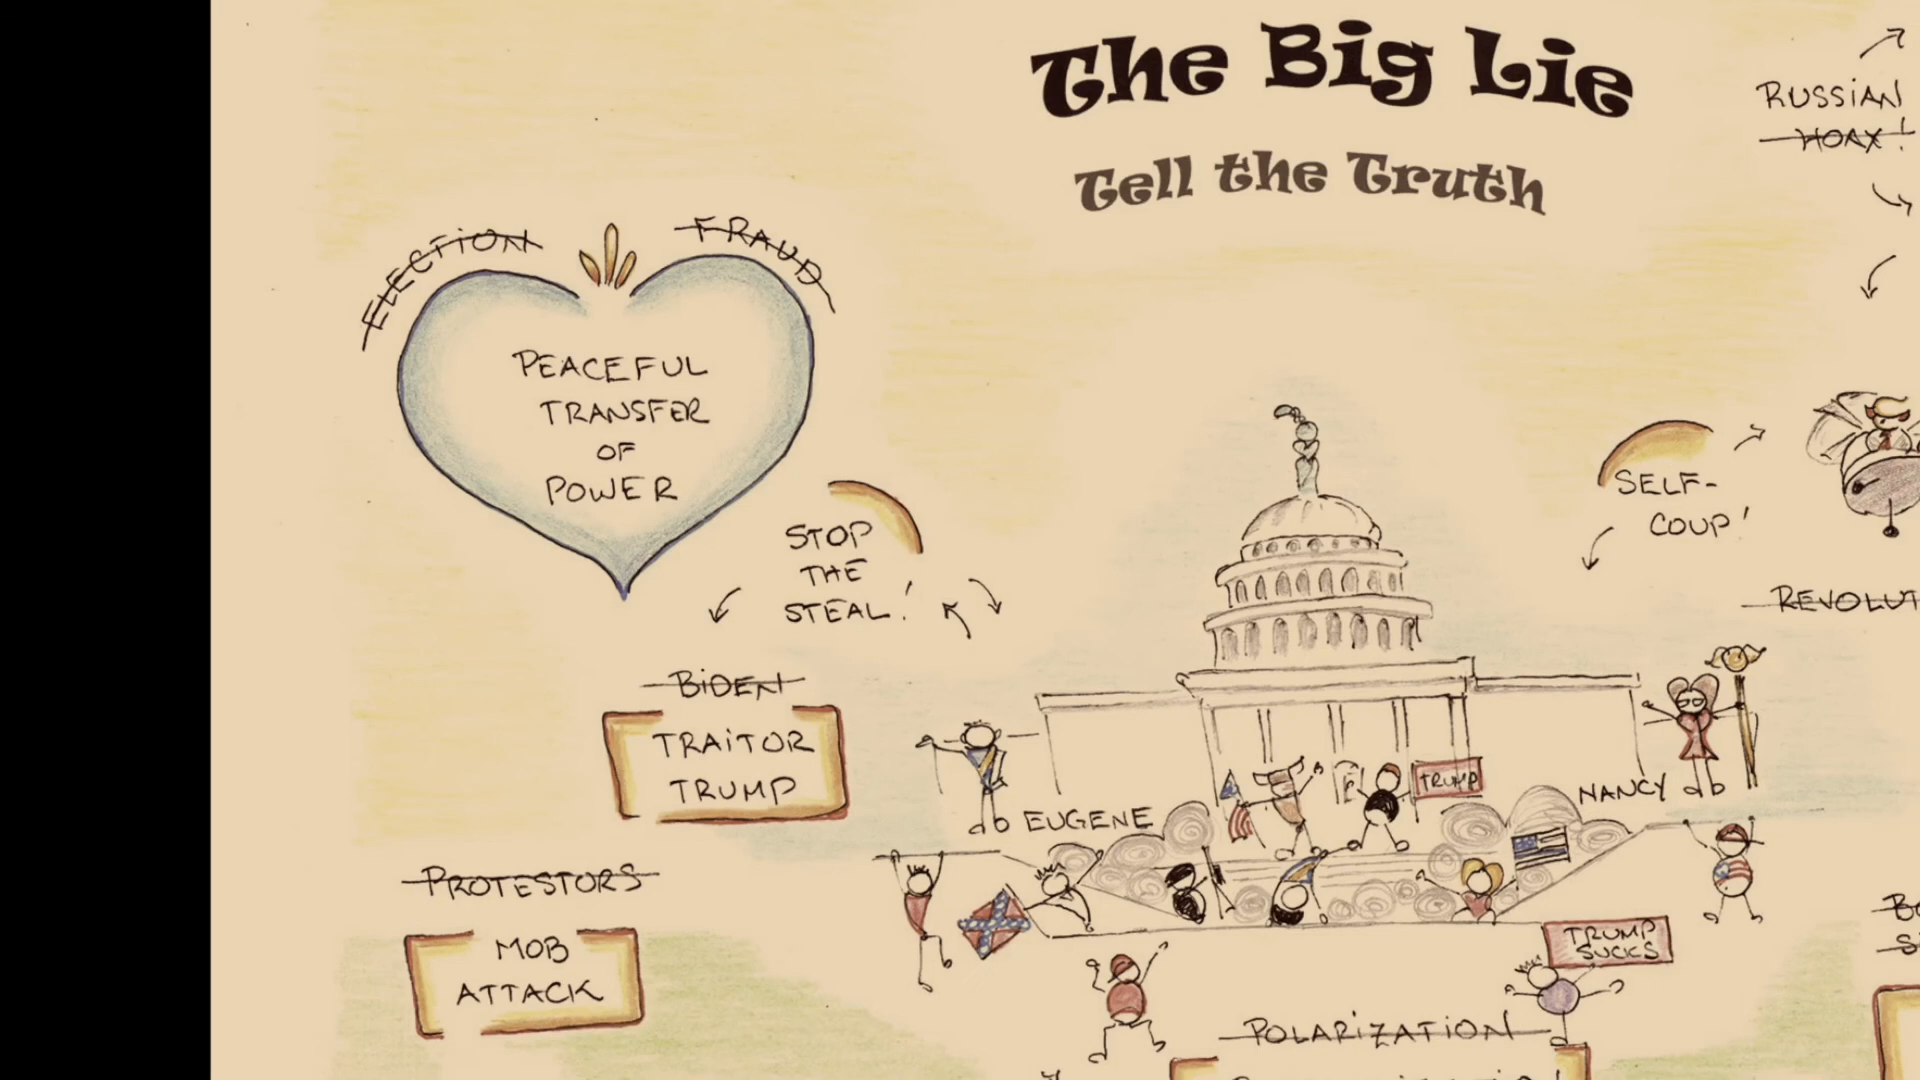 The Big Lie
Tell the Truth
RUSSIAN
HOAX!
ELECTION FRAUD
PEACEFUL
TRANSFER
OF
POWER
STOP
THE
STEAL!
SELF-
COUP!
BIDEN
TRAITOR
TRUMP
EUGENE
TRUMP
NANCY
PROTESTORS
MOB
ATTACK
TRUMP
SUCKS
POLARIZATION